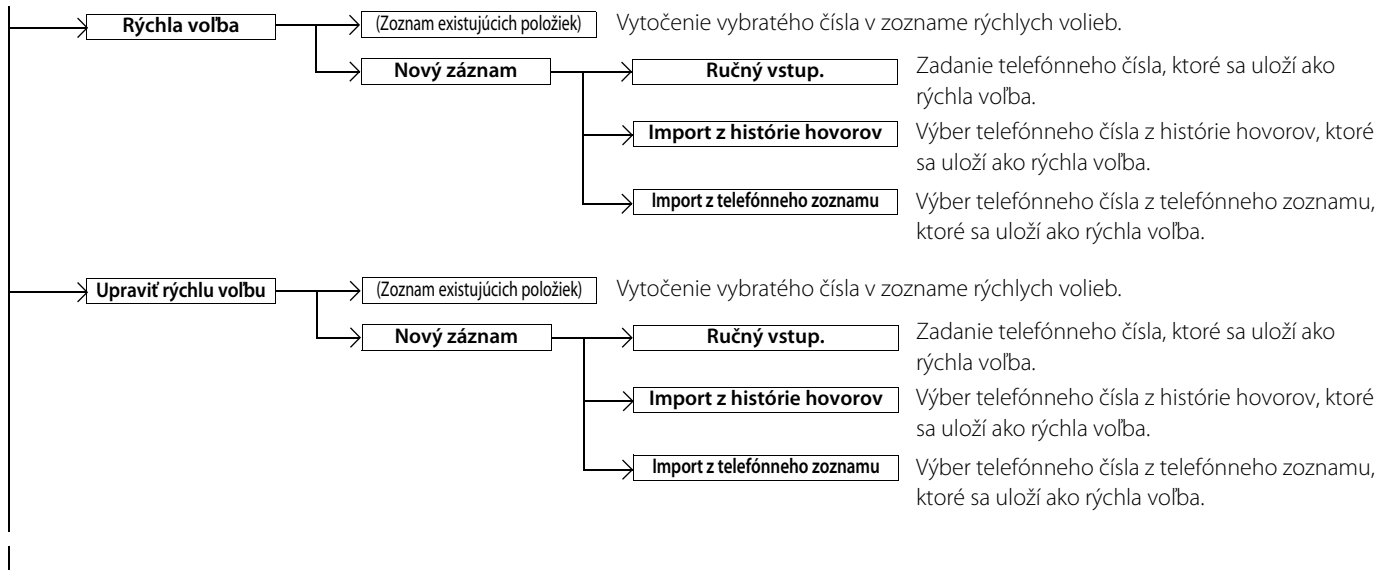 Rýchla voľba
(Zoznam existujúcich položiek)
Vytočenie vybratého čísla v zozname rýchlych volieb.
Nový záznam
Ručný vstup.
Zadanie telefónneho čísla, ktoré sa uloží ako
rýchla voľba.
Import z histórie hovorov
Výber telefónneho čísla z histórie hovorov, ktoré
sa uloží ako rýchla voľba.
Import z telefónneho zoznamu
Výber telefónneho čísla z telefónneho zoznamu,
ktoré sa uloží ako rýchla voľba.
Upraviť rýchlu voľbu
(Zoznam existujúcich položiek)
Vytočenie vybratého čísla v zozname rýchlych volieb.
Nový záznam
Ručný vstup.
Zadanie telefónneho čísla, ktoré sa uloží ako
rýchla voľba.
Import z histórie hovorov
Výber telefónneho čísla z histórie hovorov, ktoré
sa uloží ako rýchla voľba.
Import z telefónneho zoznamu
Výber telefónneho čísla z telefónneho zoznamu,
ktoré sa uloží ako rýchla voľba.